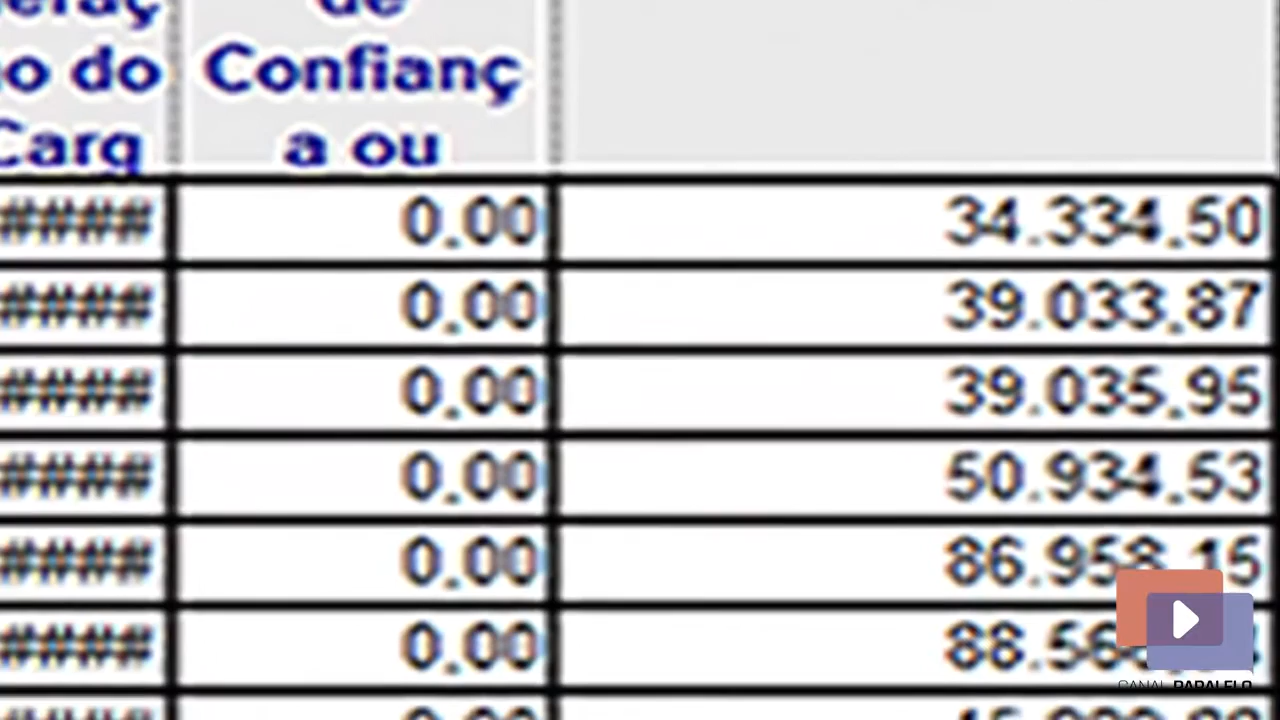 do
Confianç
do
a ou
Carg
#### 0,00 34.334,50
#### 0,00 39.033,87
#### 0,00 39.035,95
#### 0,00 50.934,53
#### 0,00 86.958,15
#### 0,00
CANAL PARALELO